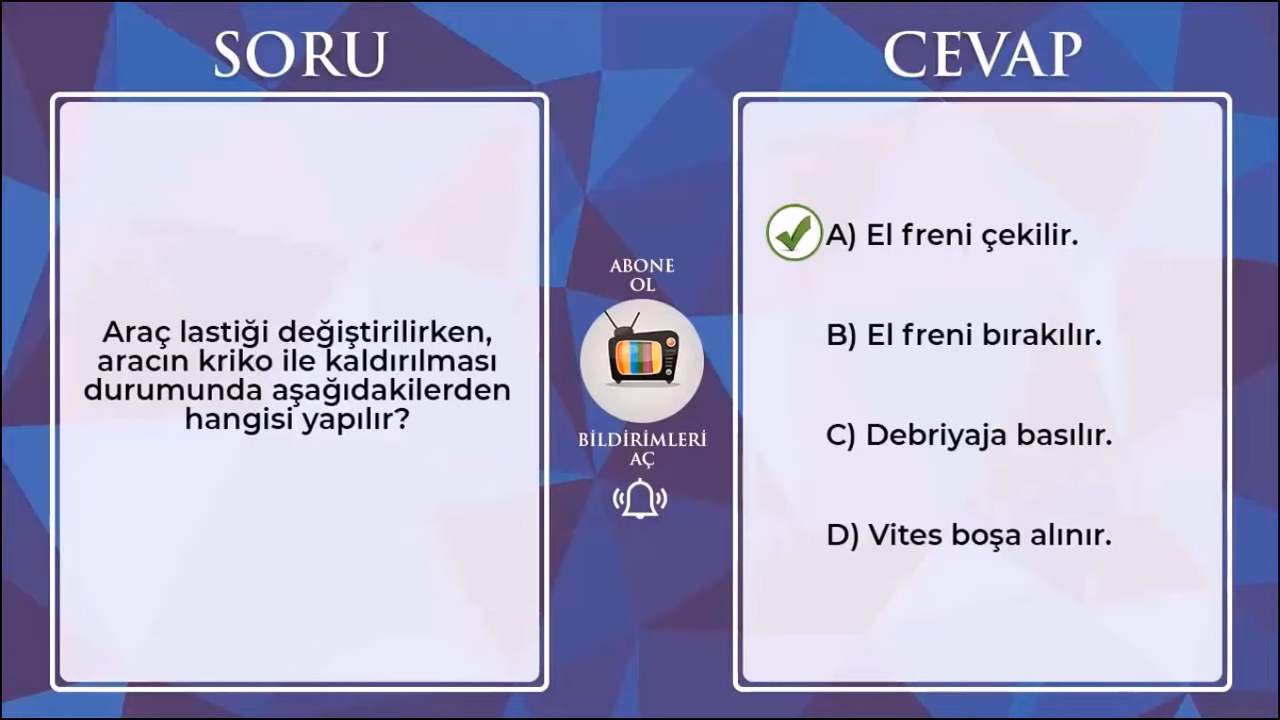 SORU
Araç lastiği değiştirilirken,
aracın kriko ile kaldırılması
durumunda aşağıdakilerden
hangisi yapılır?
ABONE
OL
BİLDİRİMLERİ
AÇ
CEVAP
A) El freni çekilir.
B) El freni bırakılır.
C) Debriyaja basılır.
D) Vites boşa alınır.